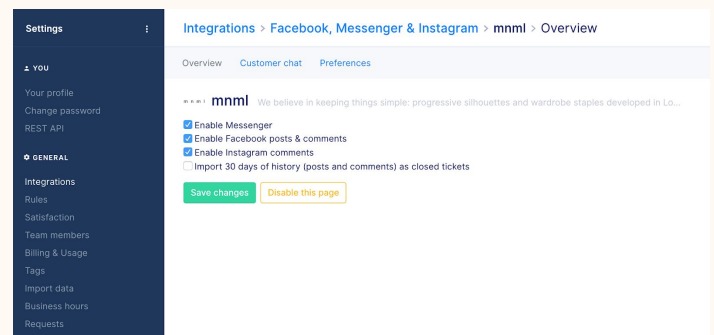 Settings
Integrations > Facebook, Messenger & Instagram > mnml > Overview
YOU
Your profile
Change password
REST API
GENERAL
Integrations
Rules
Satisfaction
Team members
Billing & Usage
Tags
Import data
Business hours
Requests
Overview Customer chat Preferences
mnml mnml We believe in keeping things simple: progressive silhouettes and wardrobe staples developed in Lo...
Enable Messenger
Enable Facebook posts & comments
Enable Instagram comments
Import 30 days of history (posts and comments) as closed tickets
Save changes Disable this page